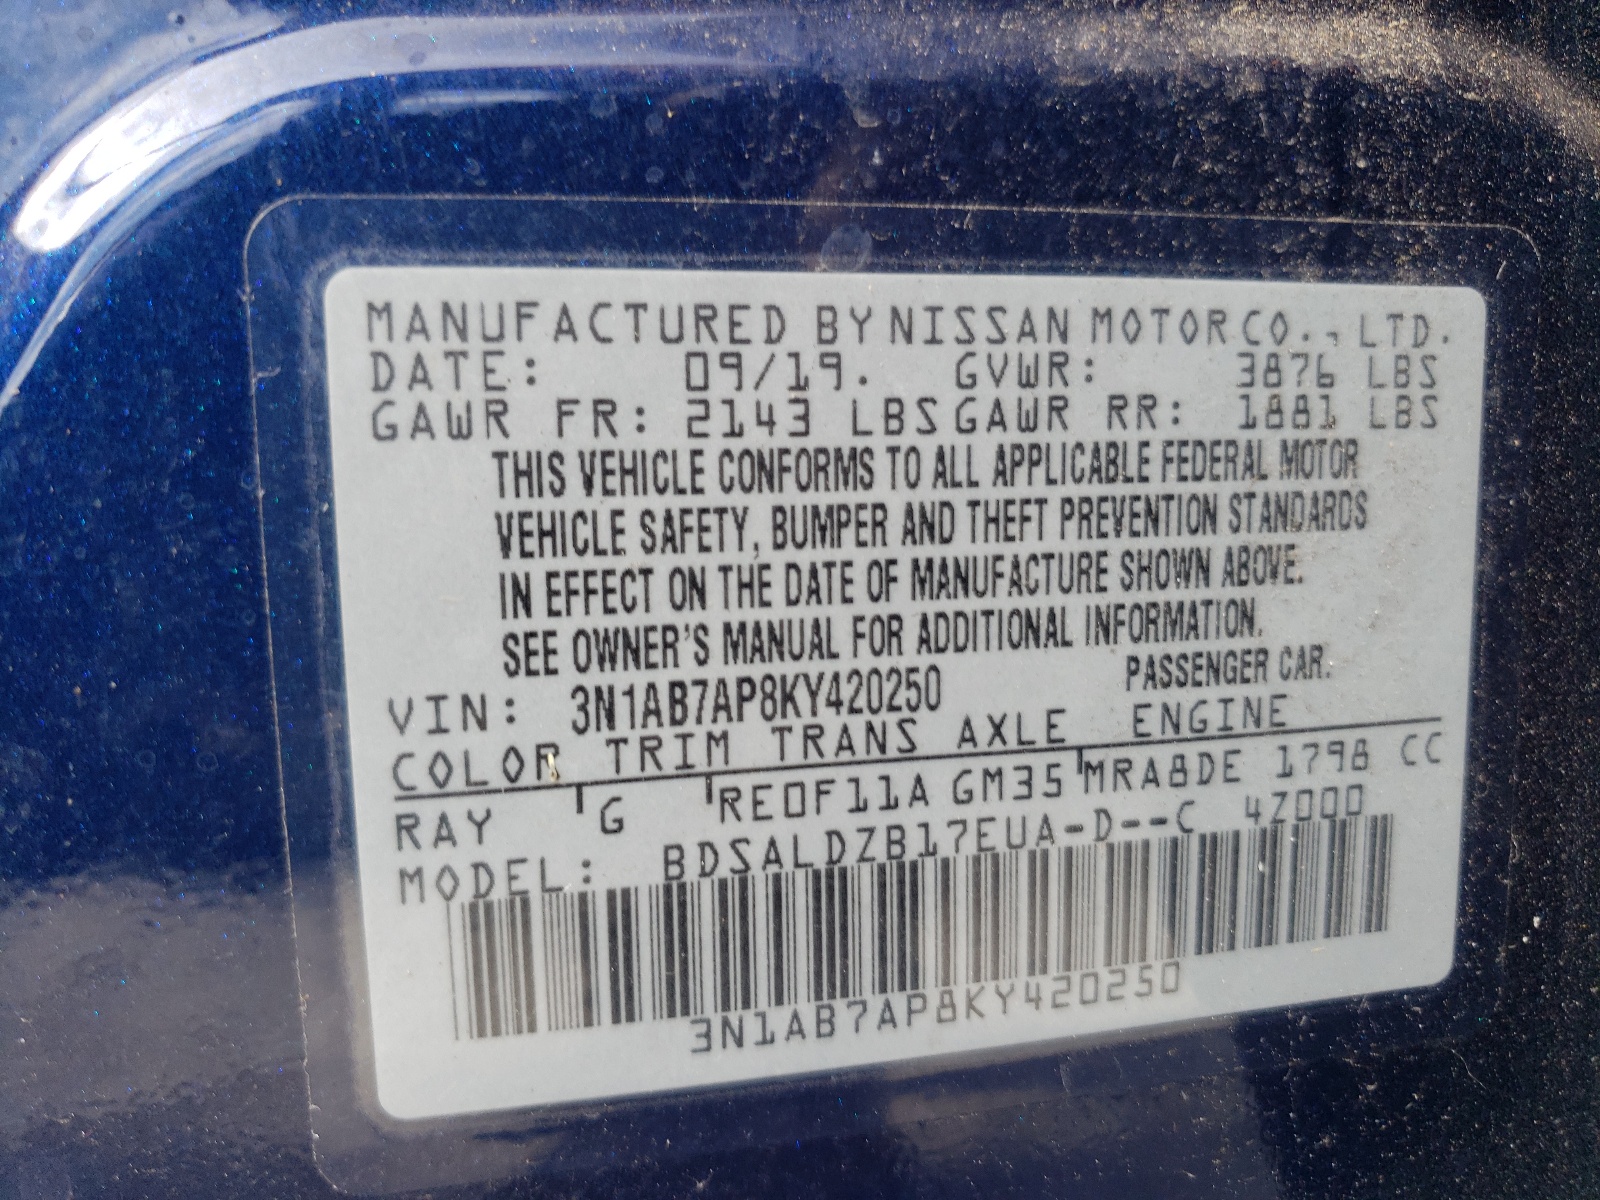 MANUFACTURED BY NISSAN MOTOR CO., LTD.
DATE: 09/19. GVWR: 3876 LBS
GAWR FR: 2143 LBS GAWR RR: 1881 LBS
THIS VEHICLE CONFORMS TO ALL APPLICABLE FEDERAL MOTOR
VEHICLE SAFETY, BUMPER AND THEFT PREVENTION STANDARDS
IN EFFECT ON THE DATE OF MANUFACTURE SHOWN ABOVE.
SEE OWNER'S MANUAL FOR ADDITIONAL INFORMATION.
VIN: 3N1AB7AP8KY420250 PASSENGER CAR.
COLOR TRIM TRANS AXLE ENGINE
RAY G RE0F11A GM35 MRA8DE 1798 CC
MODEL: BDSALDZB17EUA-D--C 4Z000
3N1AB7AP8KY420250